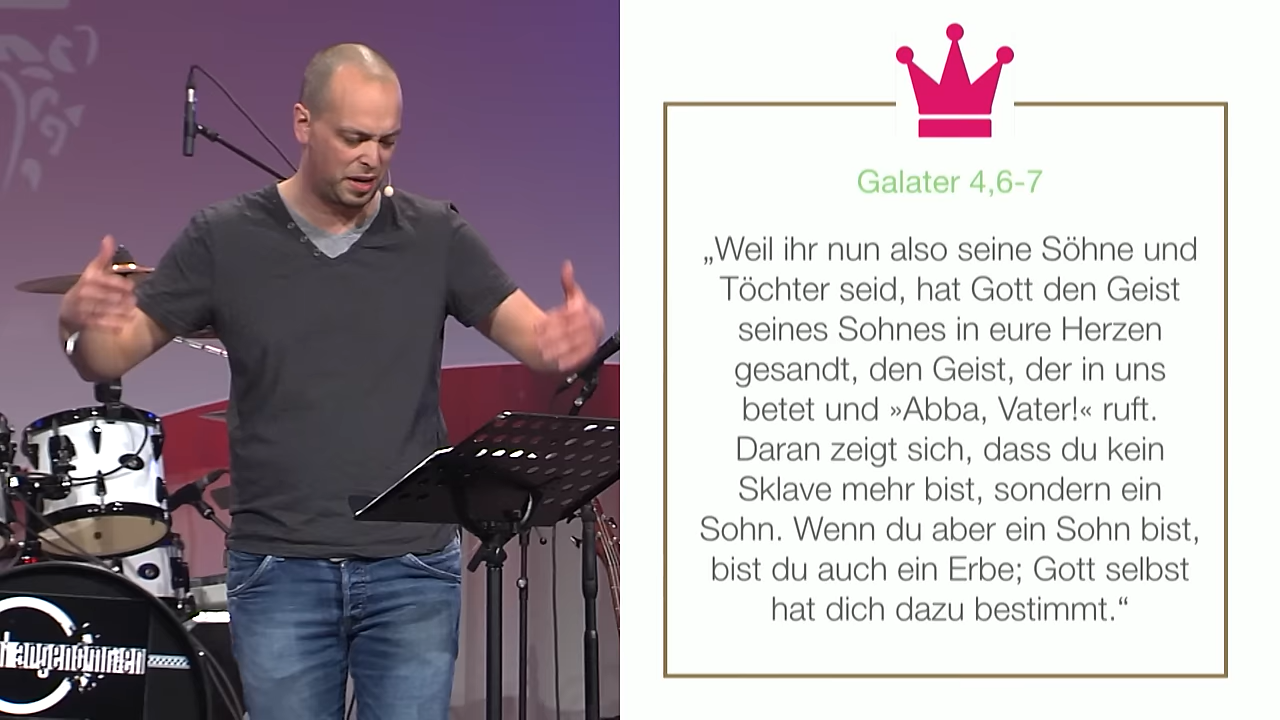 Galater 4,6-7
„Weil ihr nun also seine Söhne und
Töchter seid, hat Gott den Geist
seines Sohnes in eure Herzen
gesandt, den Geist, der in uns
betet und »Abba, Vater!« ruft.
Daran zeigt sich, dass du kein
Sklave mehr bist, sondern ein
Sohn. Wenn du aber ein Sohn bist,
bist du auch ein Erbe; Gott selbst
hat dich dazu bestimmt.“
angenommen